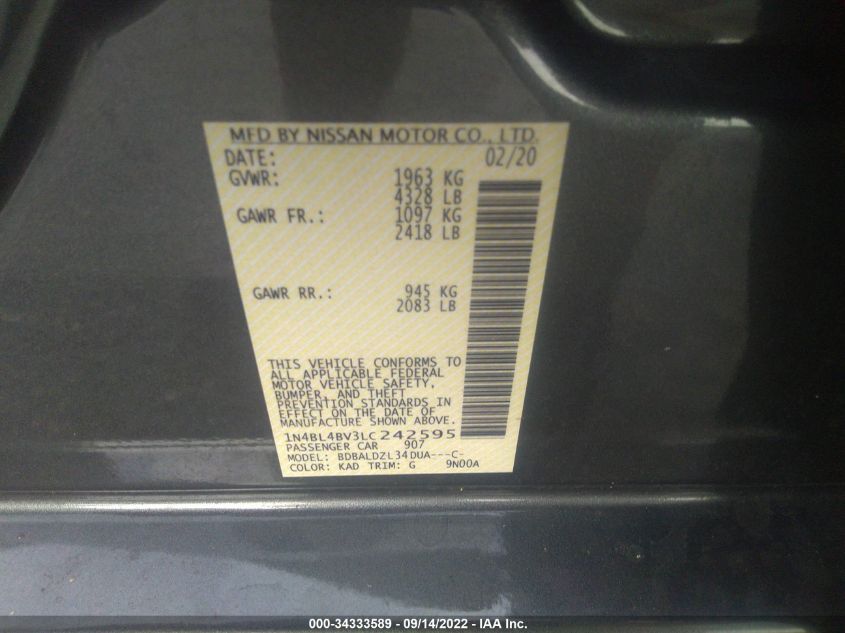 MFD BY NISSAN MOTOR CO., LTD.
DATE: 02/20
GVWR: 1963 KG
4328 LB
GAWR FR.: 1097 KG
2418 LB
GAWR RR.: 945 KG
2083 LB
THIS VEHICLE CONFORMS TO
ALL APPLICABLE FEDERAL
MOTOR VEHICLE SAFETY,
BUMPER, AND THEFT
PREVENTION STANDARDS IN
EFFECT ON THE DATE OF
MANUFACTURE SHOWN ABOVE.
1N4BL4BV3LC242595
PASSENGER CAR 907
MODEL: BDBALDZL34DUA---C-
COLOR: KAD TRIM: G 9N00A
000-34333589 - 09/14/2022 - IAA Inc.